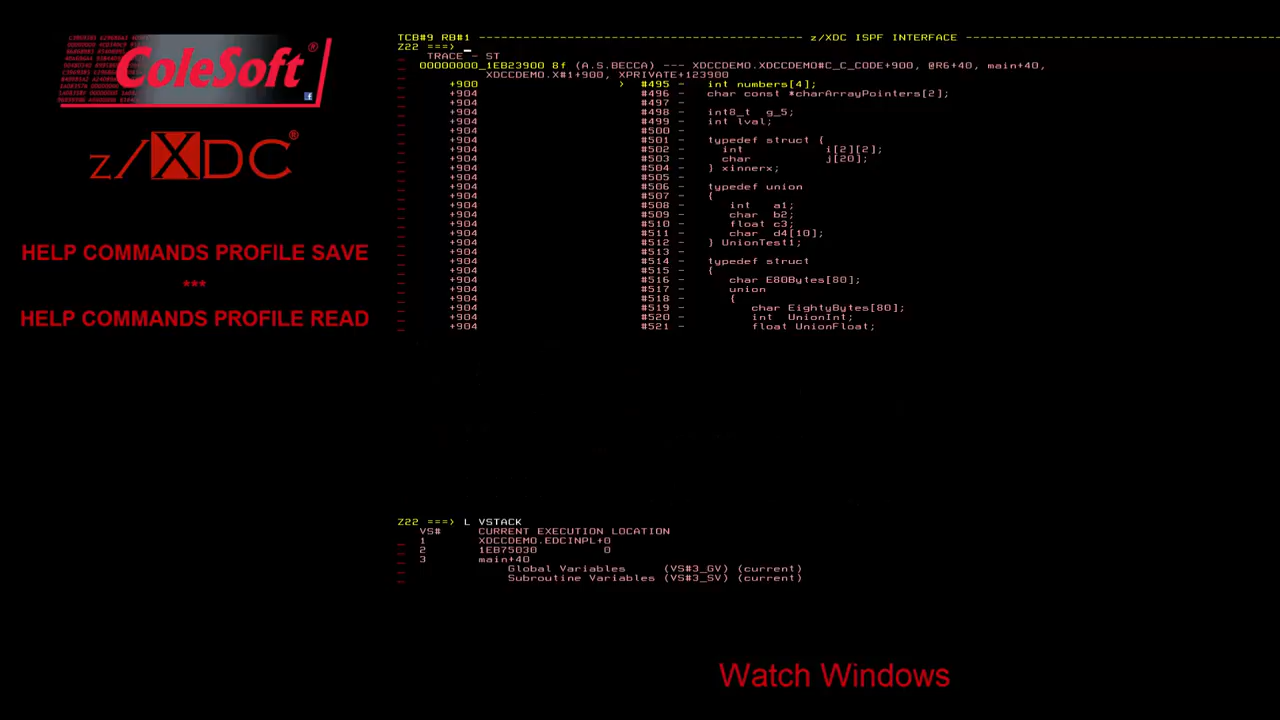 ColeSoft®
z/XDC®
HELP COMMANDS PROFILE SAVE
***
HELP COMMANDS PROFILE READ
TCB#9 RB#1 ---------------------------------------------- z/XDC ISPF INTERFACE -------------------------------------------
Z22 ===> _
TRACE - ST
00000000_1EB23900 8f (A.S.BECCA) --- XDCCDEMO.XDCCDEMO#C_C_CODE+900, @R6+40, main+40,
XDCCDEMO.X#1+900, XPRIVATE+123900
_ +900 > #495 - int numbers[4];
_ +904 #496 - char const *charArrayPointers[2];
_ +904 #497 -
_ +904 #498 - int8_t g_5;
_ +904 #499 - int lval;
_ +904 #500 -
_ +904 #501 - typedef struct {
_ +904 #502 - int i[2][2];
_ +904 #503 - char j[20];
_ +904 #504 - } xinnerx;
_ +904 #505 -
_ +904 #506 - typedef union
_ +904 #507 - {
_ +904 #508 - int a1;
_ +904 #509 - char b2;
_ +904 #510 - float c3;
_ +904 #511 - char d4[10];
_ +904 #512 - } UnionTest1;
_ +904 #513 -
_ +904 #514 - typedef struct
_ +904 #515 - {
_ +904 #516 - char E80Bytes[80];
_ +904 #517 - union
_ +904 #518 - {
_ +904 #519 - char EightyBytes[80];
_ +904 #520 - int UnionInt;
_ +904 #521 - float UnionFloat;
Z22 ===> L VSTACK
VS# CURRENT EXECUTION LOCATION
_ 1 XDCCDEMO.EDCINPL+0
_ 2 1EB75030 0
_ 3 main+40
_ Global Variables (VS#3_GV) (current)
_ Subroutine Variables (VS#3_SV) (current)
Watch Windows